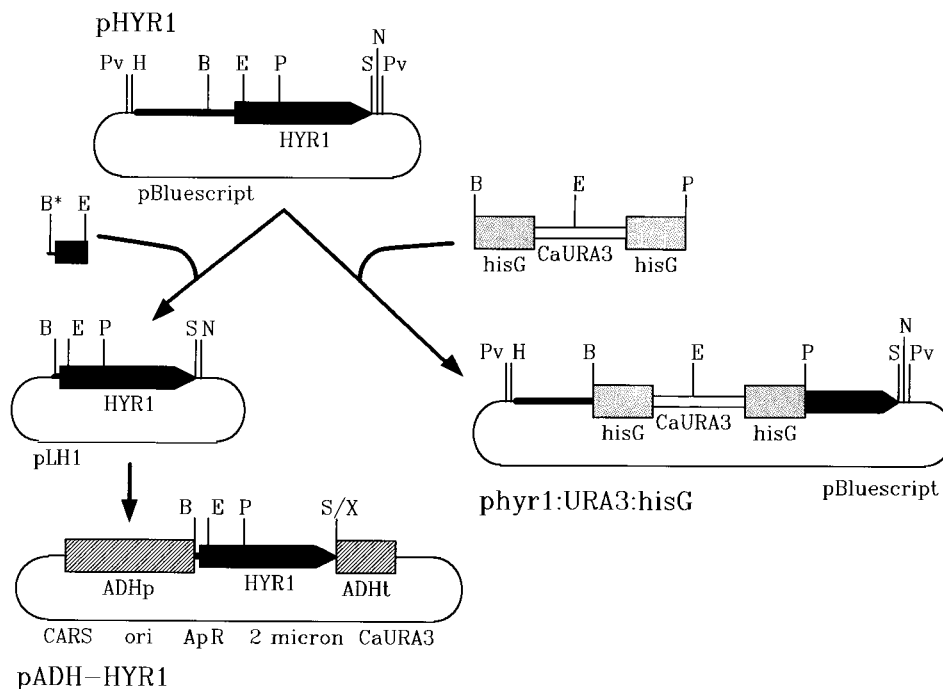 pHYR1
N
Pv H B E P S Pv
HYR1
pBluescript
B* E
B E P
hisG CaURA3 hisG
B E P S N
HYR1
pLH1
N
Pv H B E P S Pv
hisG CaURA3 hisG
pBluescript
phyr1:URA3:hisG
B E P S/X
ADHp HYR1 ADHt
CARS ori ApR 2 micron CaURA3
pADH-HYR1